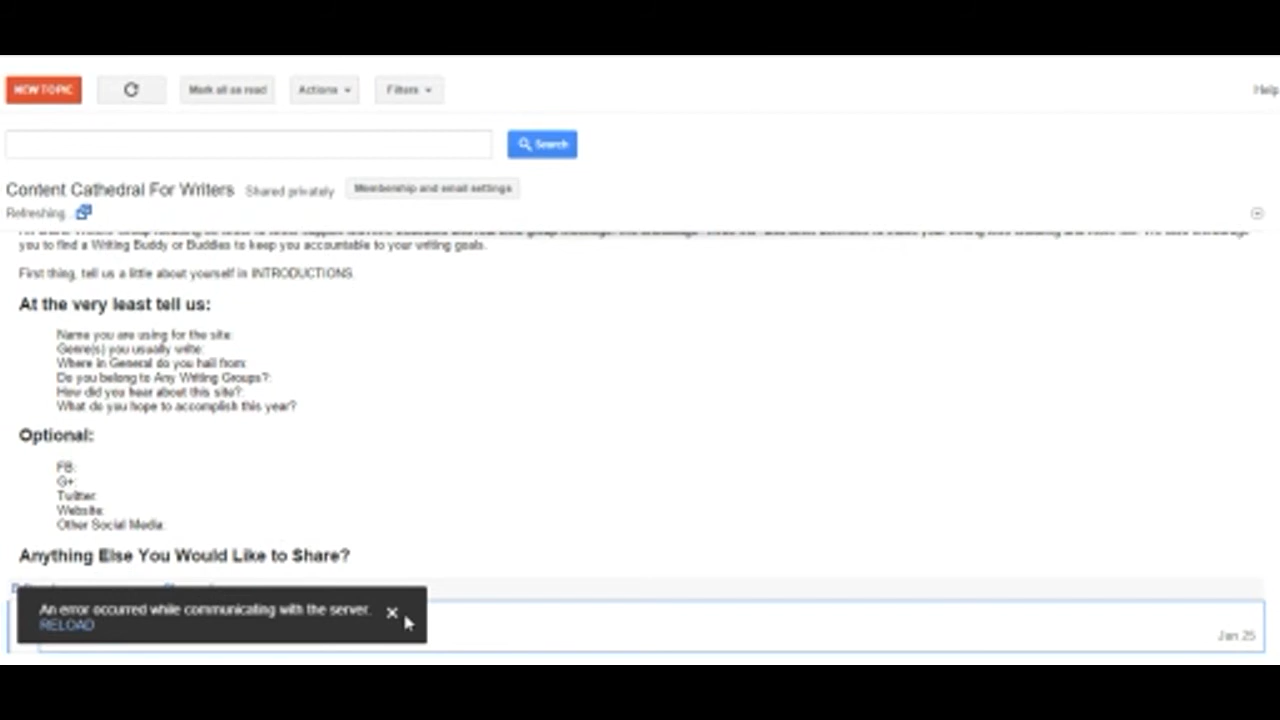 NEW TOPIC
Mark all as read
Actions
Filters
Help
Search
Content Cathedral For Writers Shared privately Membership and email settings
Refreshing...
you to find a Writing Buddy or Buddies to keep you accountable to your writing goals.
First thing, tell us a little about yourself in INTRODUCTIONS.
At the very least tell us:
Name you are using for the site:
Genre(s) you usually write:
Where in General do you hail from:
Do you belong to Any Writing Groups?:
How did you hear about this site?:
What do you hope to accomplish this year?
Optional:
FB:
G+:
Twitter:
Website:
Other Social Media:
Anything Else You Would Like to Share?
An error occurred while communicating with the server.
RELOAD
Jan 25